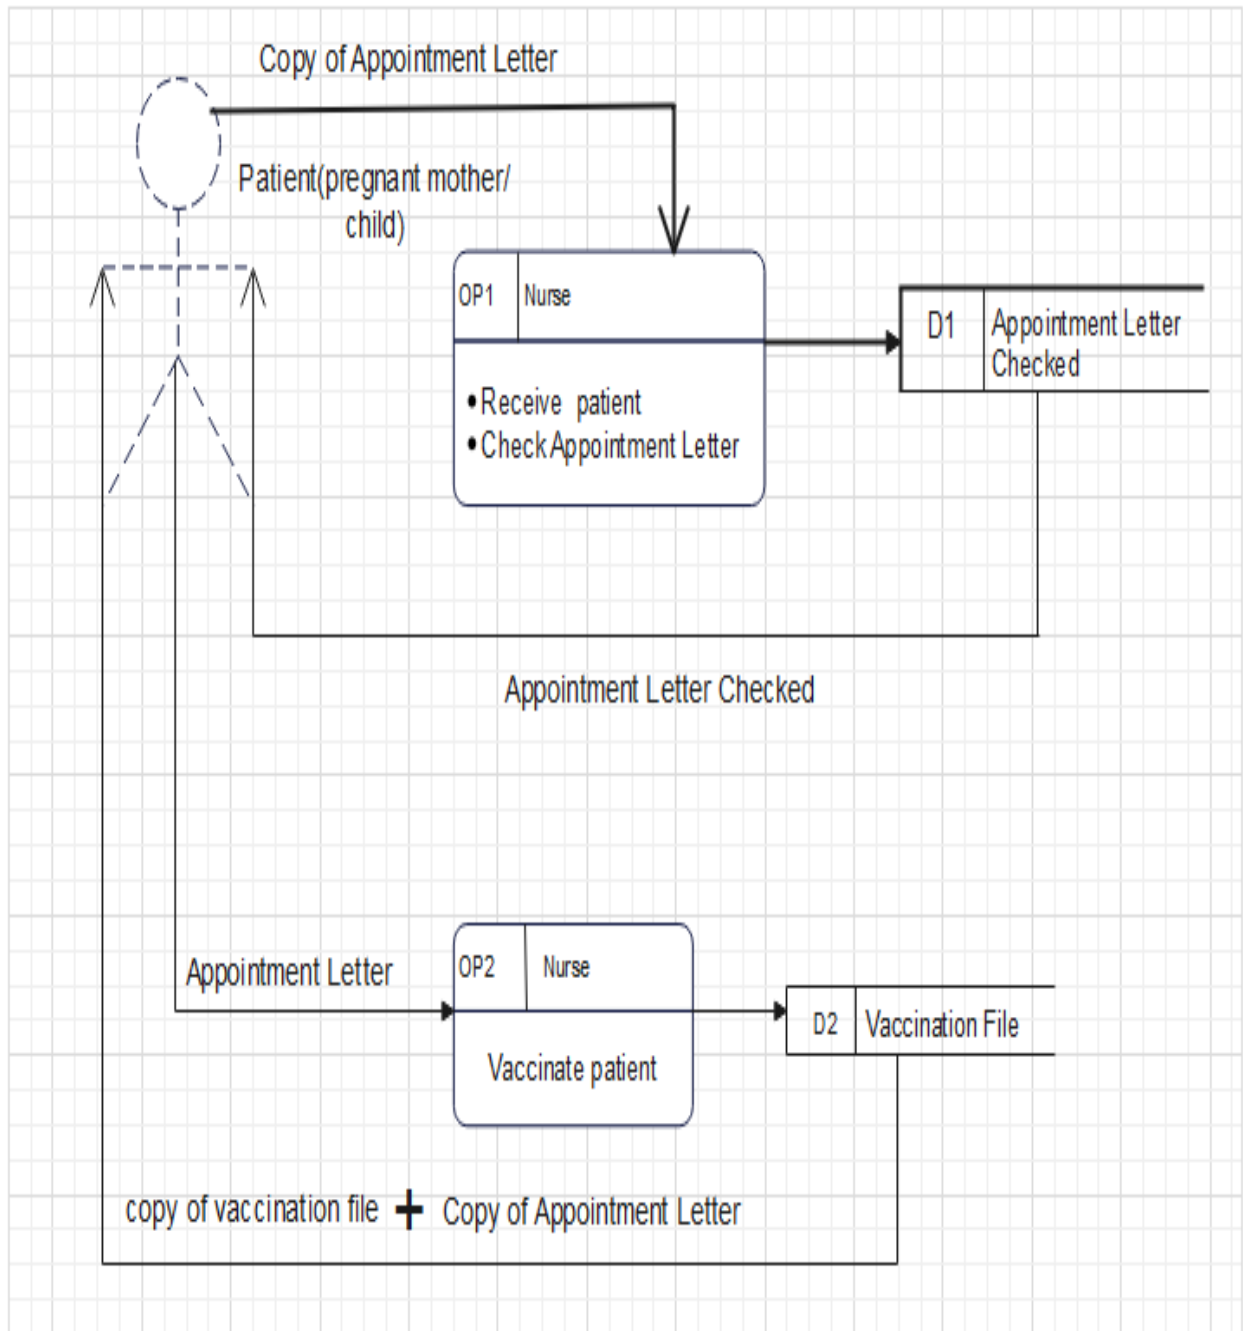 Copy of Appointment Letter
Patient(pregnant mother/
child)
OP1
Nurse
• Receive patient
• Check Appointment Letter
D1
Appointment Letter
Checked
Appointment Letter Checked
Appointment Letter
OP2
Nurse
Vaccinate patient
D2
Vaccination File
copy of vaccination file + Copy of Appointment Letter